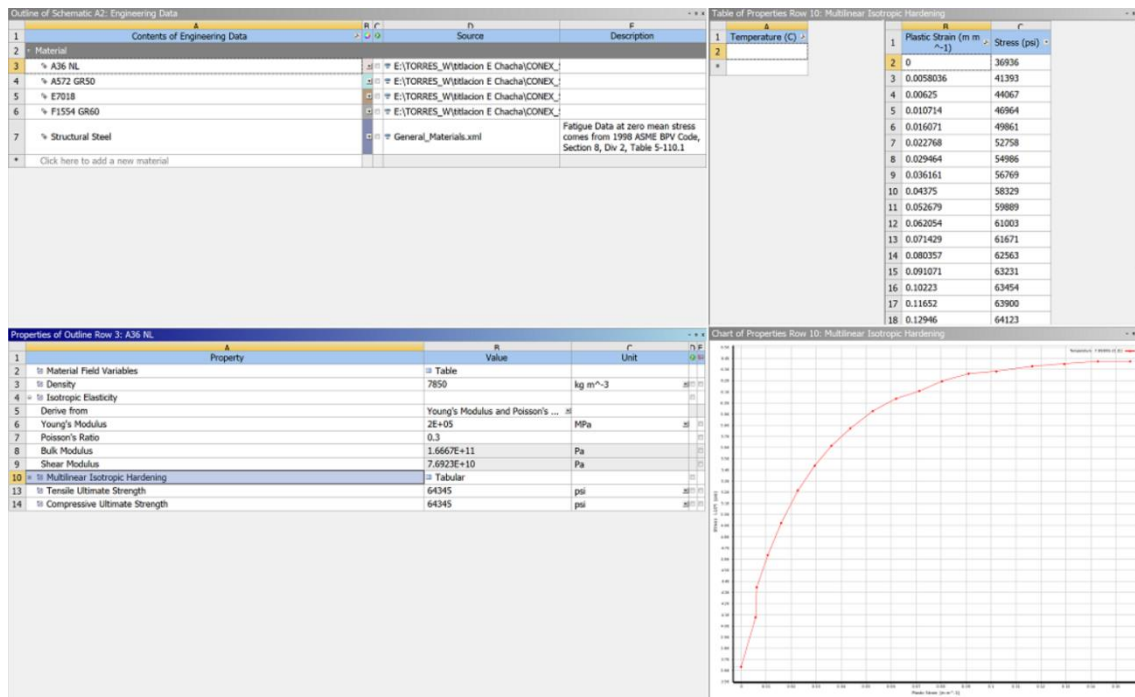 Outline of Schematic A2: Engineering Data
A B C D E
1 Contents of Engineering Data Source Description
2 Material
3 A36 NL E:\TORRES_W\titlacion E Chacha\CONEX_
4 A572 GR50 E:\TORRES_W\titlacion E Chacha\CONEX_
5 E7018 E:\TORRES_W\titlacion E Chacha\CONEX_
6 F1554 GR60 E:\TORRES_W\titlacion E Chacha\CONEX_
7 Structural Steel General_Materials.xml Fatigue Data at zero mean stress
comes from 1998 ASME BPV Code,
Section 8, Div 2, Table 5-110.1
* Click here to add a new material
Table of Properties Row 10: Multilinear Isotropic Hardening
A
1 Temperature (C)
2
*
B C
1 Plastic Strain (m m
^-1) Stress (psi)
2 0 36936
3 0.0058036 41393
4 0.00625 44067
5 0.010714 46964
6 0.016071 49861
7 0.022768 52758
8 0.029464 54986
9 0.036161 56769
10 0.04375 58329
11 0.052679 59889
12 0.062054 61003
13 0.071429 61671
14 0.080357 62563
15 0.091071 63231
16 0.10223 63454
17 0.11652 63900
18 0.12946 64123
Properties of Outline Row 3: A36 NL
A B C D E
1 Property Value Unit
2 Material Field Variables Table
3 Density 7850 kg m^-3
4 Isotropic Elasticity
5 Derive from Young's Modulus and Poisson's ...
6 Young's Modulus 2E+05 MPa
7 Poisson's Ratio 0.3
8 Bulk Modulus 1.6667E+11 Pa
9 Shear Modulus 7.6923E+10 Pa
10 Multilinear Isotropic Hardening Tabular
13 Tensile Ultimate Strength 64345 psi
14 Compressive Ultimate Strength 64345 psi
Chart of Properties Row 10: Multilinear Isotropic Hardening